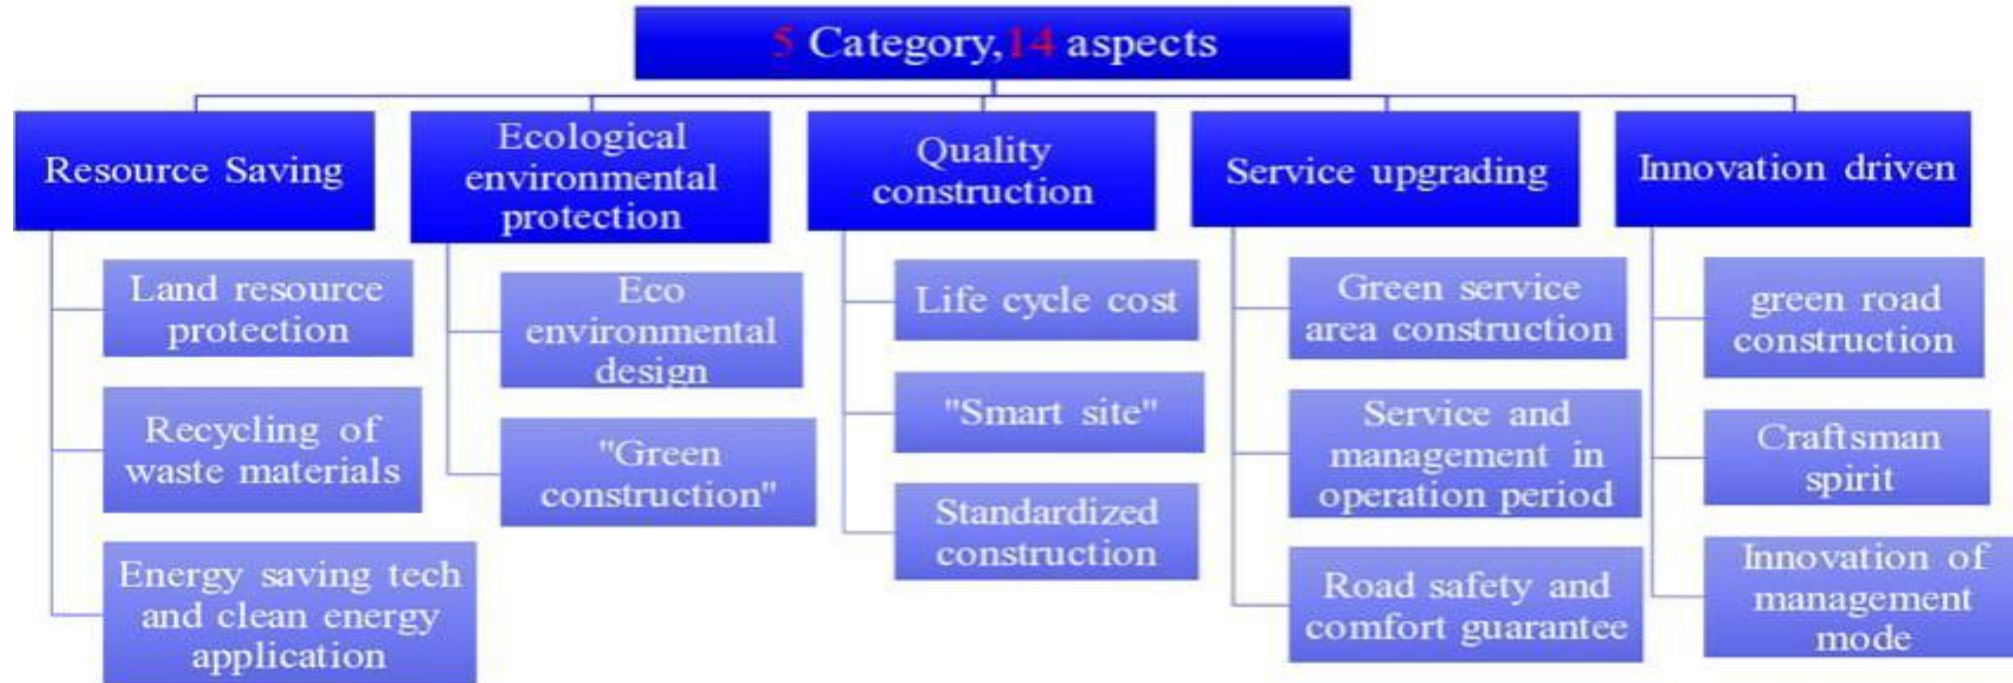 5 Category,14 aspects
Resource Saving
Land resource
protection
Recycling of
waste materials
Energy saving tech
and clean energy
application
Ecological
environmental
protection
Eco
environmental
design
"Green
construction"
Quality
construction
Life cycle cost
"Smart site"
Standardized
construction
Service upgrading
Green service
area construction
Service and
management in
operation period
Road safety and
comfort guarantee
Innovation driven
green road
construction
Craftsman
spirit
Innovation of
management
mode